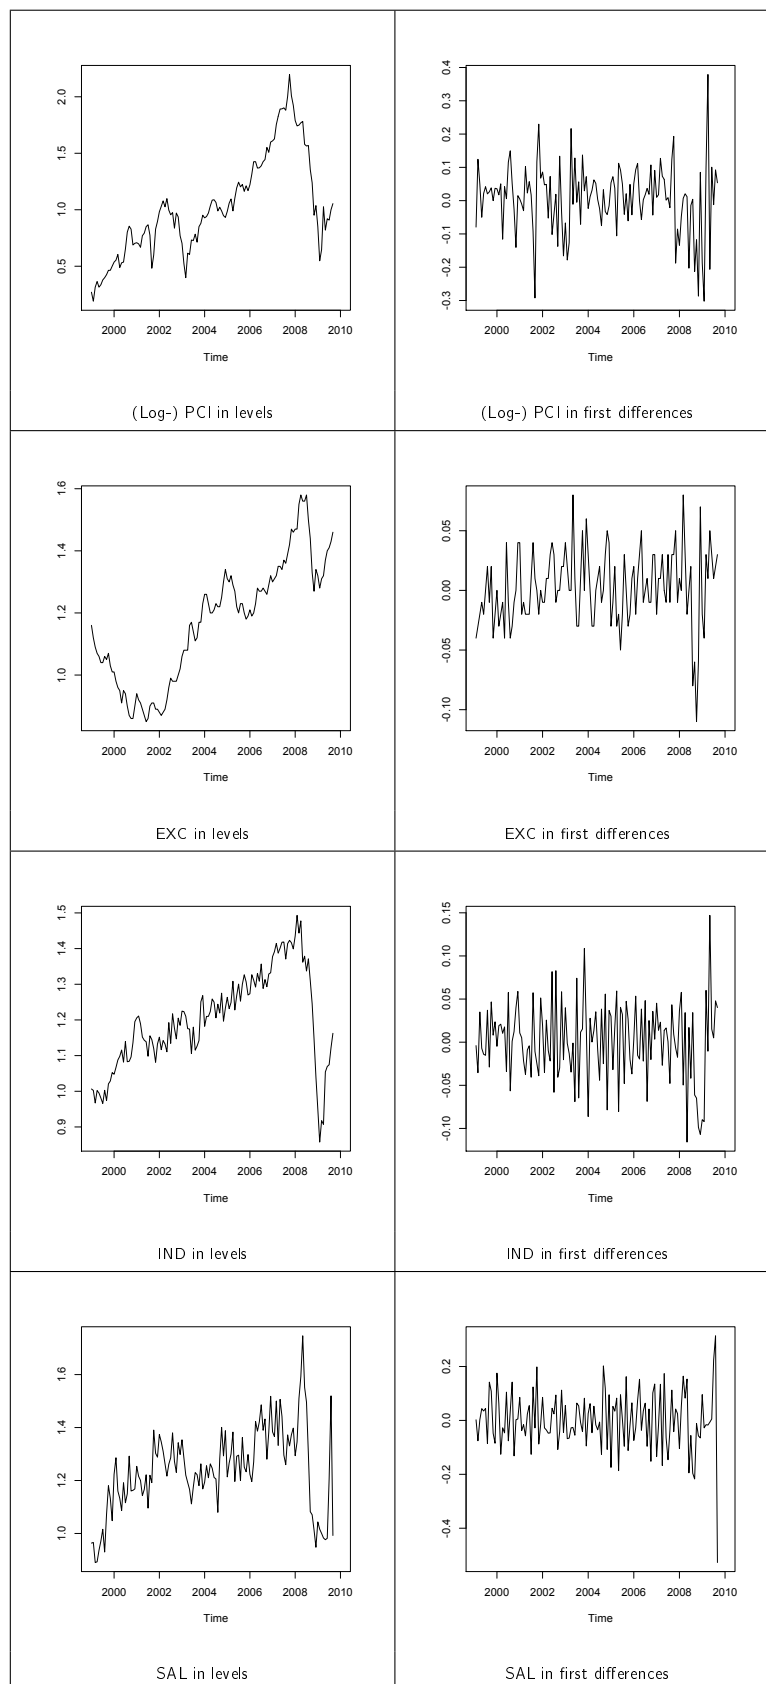 0.5 1.0 1.5 2.0
2000 2002 2004 2006 2008 2010
Time
(Log-) PCI in levels
-0.3 -0.2 -0.1 0.0 0.1 0.2 0.3 0.4
2000 2002 2004 2006 2008 2010
Time
(Log-) PCI in first differences
1.0 1.2 1.4 1.6
2000 2002 2004 2006 2008 2010
Time
EXC in levels
-0.10 -0.05 0.00 0.05
2000 2002 2004 2006 2008 2010
Time
EXC in first differences
0.9 1.0 1.1 1.2 1.3 1.4 1.5
2000 2002 2004 2006 2008 2010
Time
IND in levels
-0.10 -0.05 0.00 0.05 0.10 0.15
2000 2002 2004 2006 2008 2010
Time
IND in first differences
1.0 1.2 1.4 1.6
2000 2002 2004 2006 2008 2010
Time
SAL in levels
-0.4 -0.2 0.0 0.2
2000 2002 2004 2006 2008 2010
Time
SAL in first differences